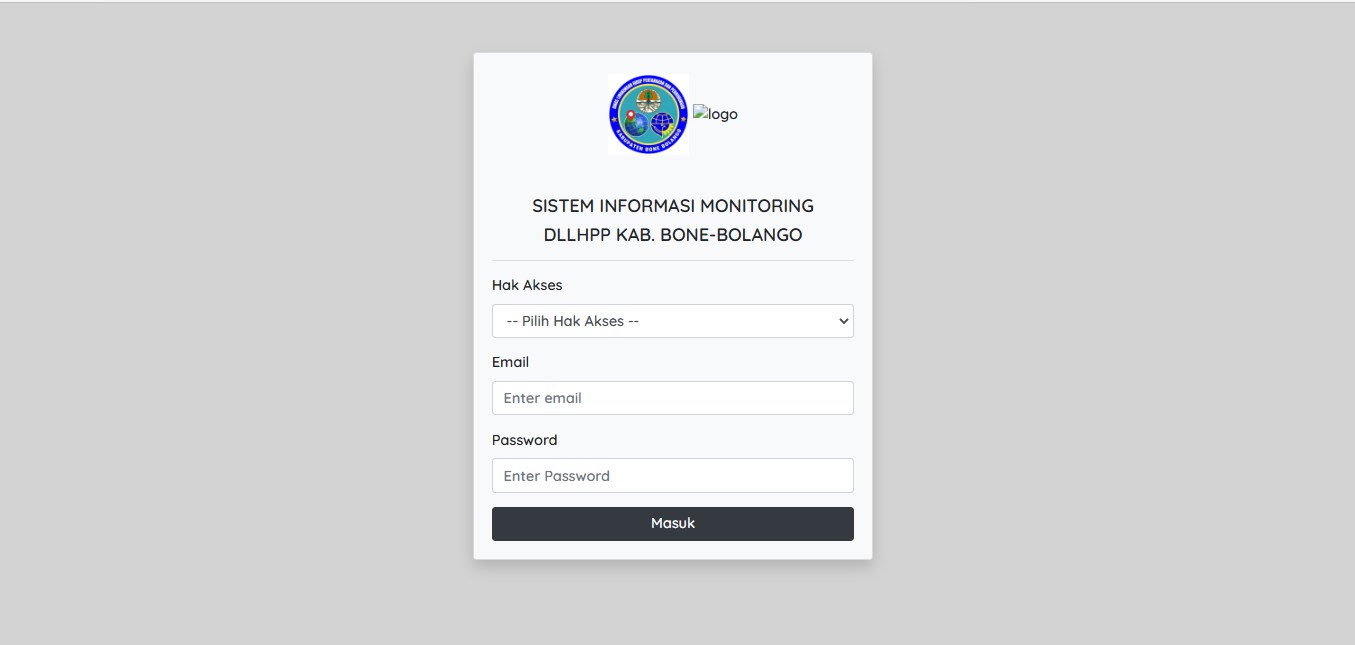 KABUPATEN BONE BOLANGO
logo
SISTEM INFORMASI MONITORING
DLLHPP KAB. BONE-BOLANGO
Hak Akses
-- Pilih Hak Akses --
Email
Enter email
Password
Enter Password
Masuk